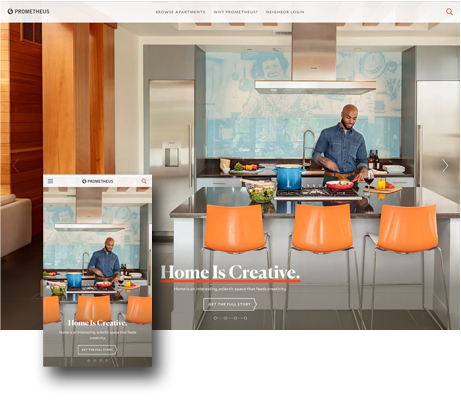 PROMETHEUS
BROWSE APARTMENTS WHY PROMETHEUS? NEIGHBOR LOGIN
Home Is Creative.
Home is an interesting, eclectic space that feeds creativity.
GET THE FULL STORY
PROMETHEUS
Home Is Creative.
Home is an interesting, eclectic space that feeds
creativity.
GET THE FULL STORY